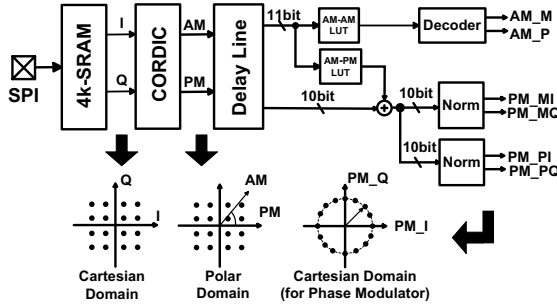 SPI
4k-SRAM
I
Q
CORDIC
AM
PM
Delay Line
11bit
AM-AM
LUT
Decoder
AM_M
AM_P
AM-PM
LUT
10bit
10bit
Norm
PM_MI
PM_MQ
10bit
Norm
PM_PI
PM_PQ
Q
I
Cartesian
Domain
AM
PM
Polar
Domain
PM_Q
PM_I
Cartesian Domain
(for Phase Modulator)